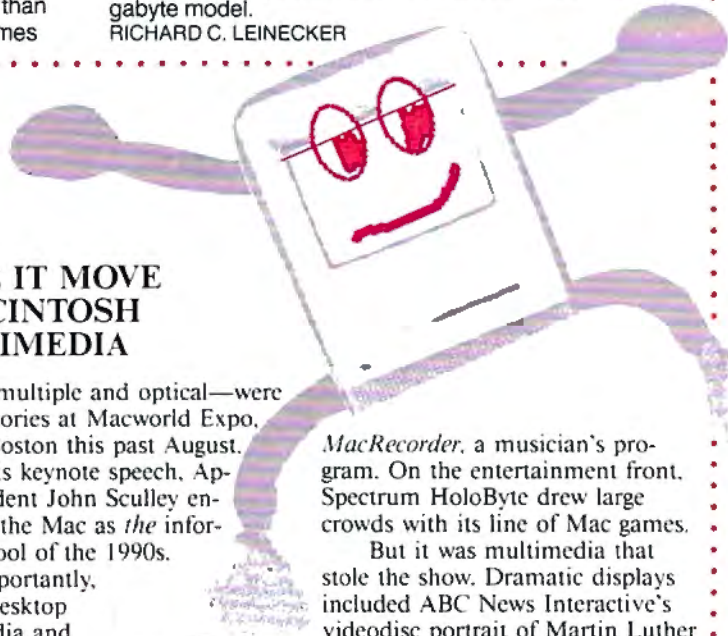 than
mes
gabyte model.
RICHARD C. LEINECKER
IT MOVE
CINTOSH
IMEDIA
multiple and optical—were
ories at Macworld Expo,
oston this past August.
s keynote speech, Ap-
dent John Sculley en-
the Mac as the infor-
ool of the 1990s.
portantly,
esktop
dia and
MacRecorder, a musician's pro-
gram. On the entertainment front,
Spectrum HoloByte drew large
crowds with its line of Mac games.
But it was multimedia that
stole the show. Dramatic displays
included ABC News Interactive's
videodisc portrait of Martin Luther